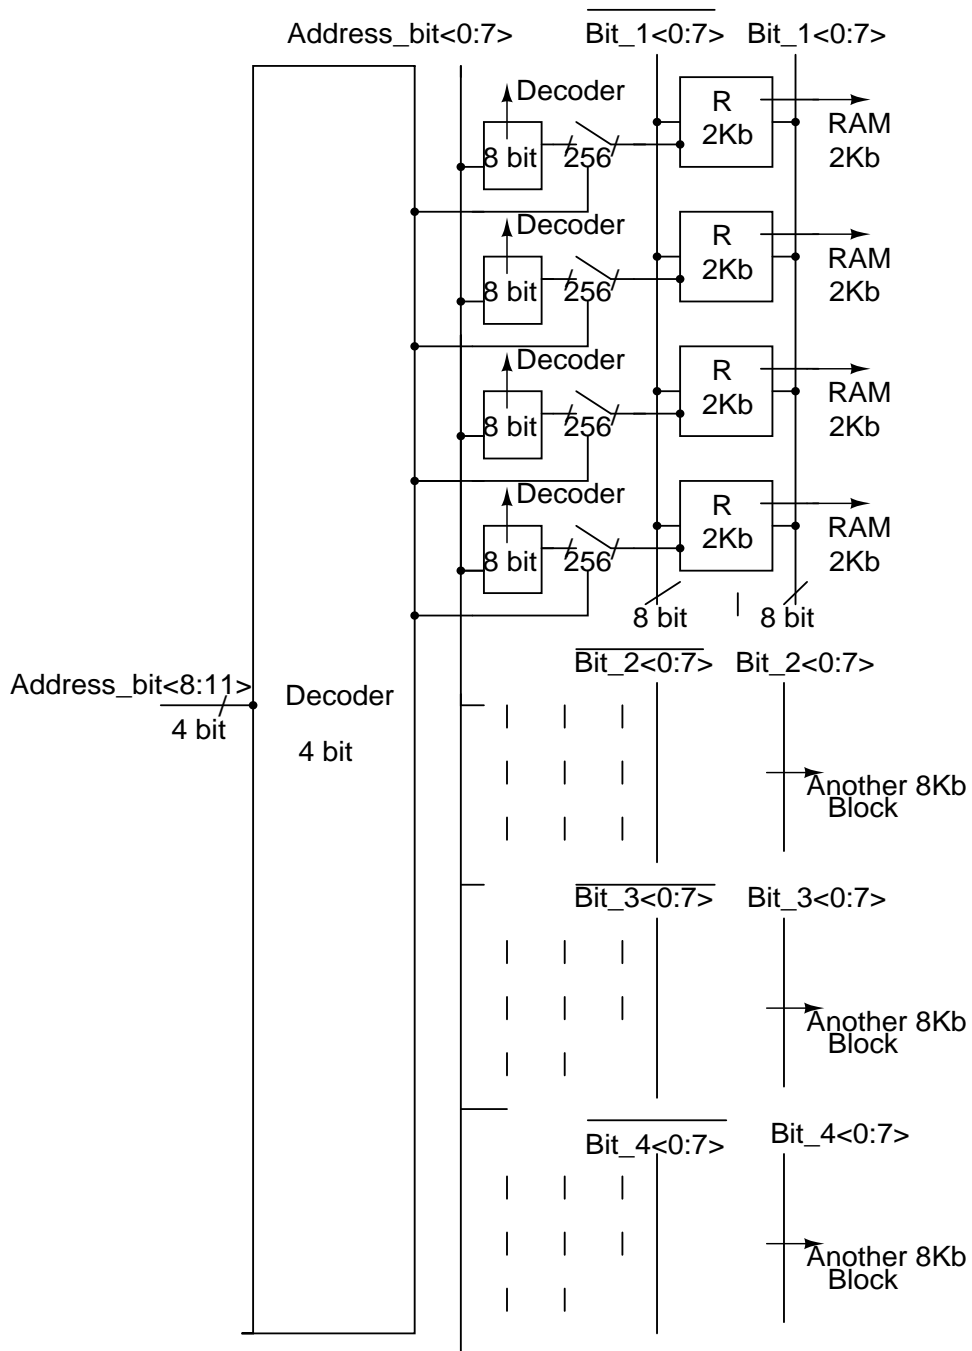 Address_bit<0:7>
Bit_1<0:7>
Bit_1<0:7>
Decoder
8 bit
256
R
2Kb
RAM
2Kb
Decoder
8 bit
256
R
2Kb
RAM
2Kb
Decoder
8 bit
256
R
2Kb
RAM
2Kb
Decoder
8 bit
256
R
2Kb
RAM
2Kb
8 bit
8 bit
Address_bit<8:11>
4 bit
Decoder
4 bit
Bit_2<0:7>
Bit_2<0:7>
Another 8Kb
Block
Bit_3<0:7>
Bit_3<0:7>
Another 8Kb
Block
Bit_4<0:7>
Bit_4<0:7>
Another 8Kb
Block